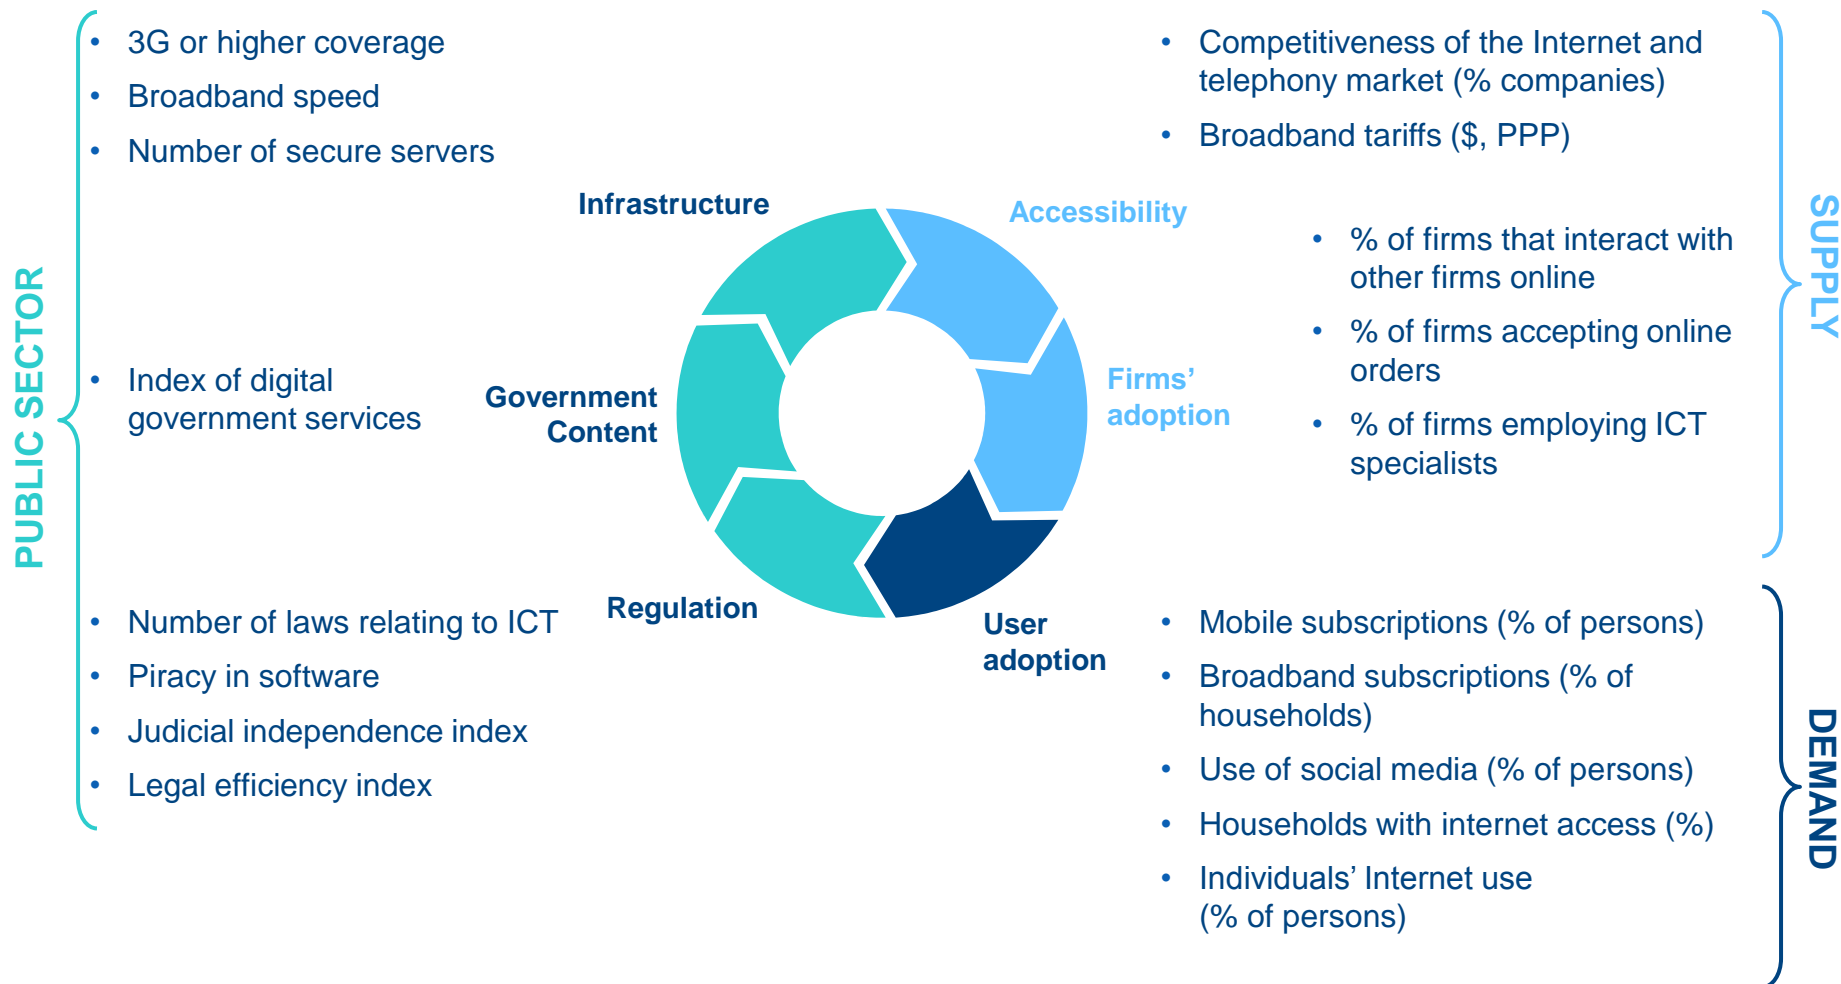 PUBLIC SECTOR
• 3G or higher coverage
• Broadband speed
• Number of secure servers
Infrastructure
• Index of digital
government services
Government
Content
• Number of laws relating to ICT
• Piracy in software
• Judicial independence index
• Legal efficiency index
Regulation
SUPPLY
• Competitiveness of the Internet and
telephony market (% companies)
• Broadband tariffs ($, PPP)
Accessibility
• % of firms that interact with
other firms online
• % of firms accepting online
orders
• % of firms employing ICT
specialists
Firms’
adoption
DEMAND
User
adoption
• Mobile subscriptions (% of persons)
• Broadband subscriptions (% of
households)
• Use of social media (% of persons)
• Households with internet access (%)
• Individuals’ Internet use
(% of persons)